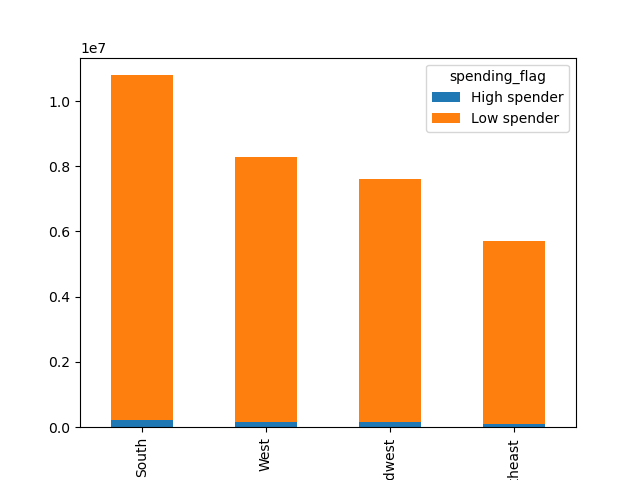 1e7
spending_flag
High spender
Low spender
1.0
0.8
0.6
0.4
0.2
0.0
South
West
dwest
heast